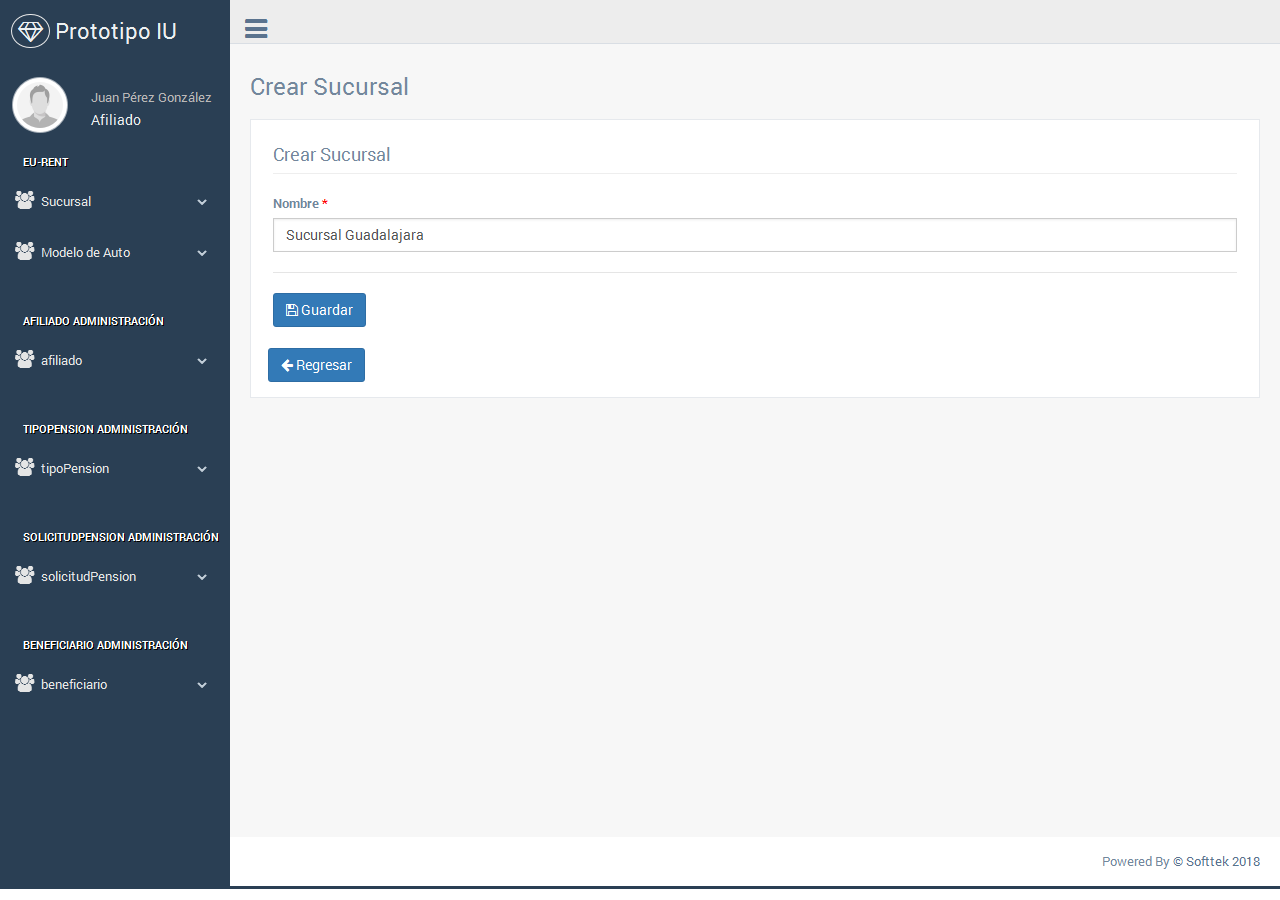 Prototipo IU
Juan Pérez González
Afiliado
EU-RENT
Sucursal
Modelo de Auto
AFILIADO ADMINISTRACIÓN
afiliado
TIPOPENSION ADMINISTRACIÓN
tipoPension
SOLICITUDPENSION ADMINISTRACIÓN
solicitudPension
BENEFICIARIO ADMINISTRACIÓN
beneficiario
Crear Sucursal
Crear Sucursal
Nombre *
Sucursal Guadalajara
Guardar
Regresar
Powered By © Softtek 2018